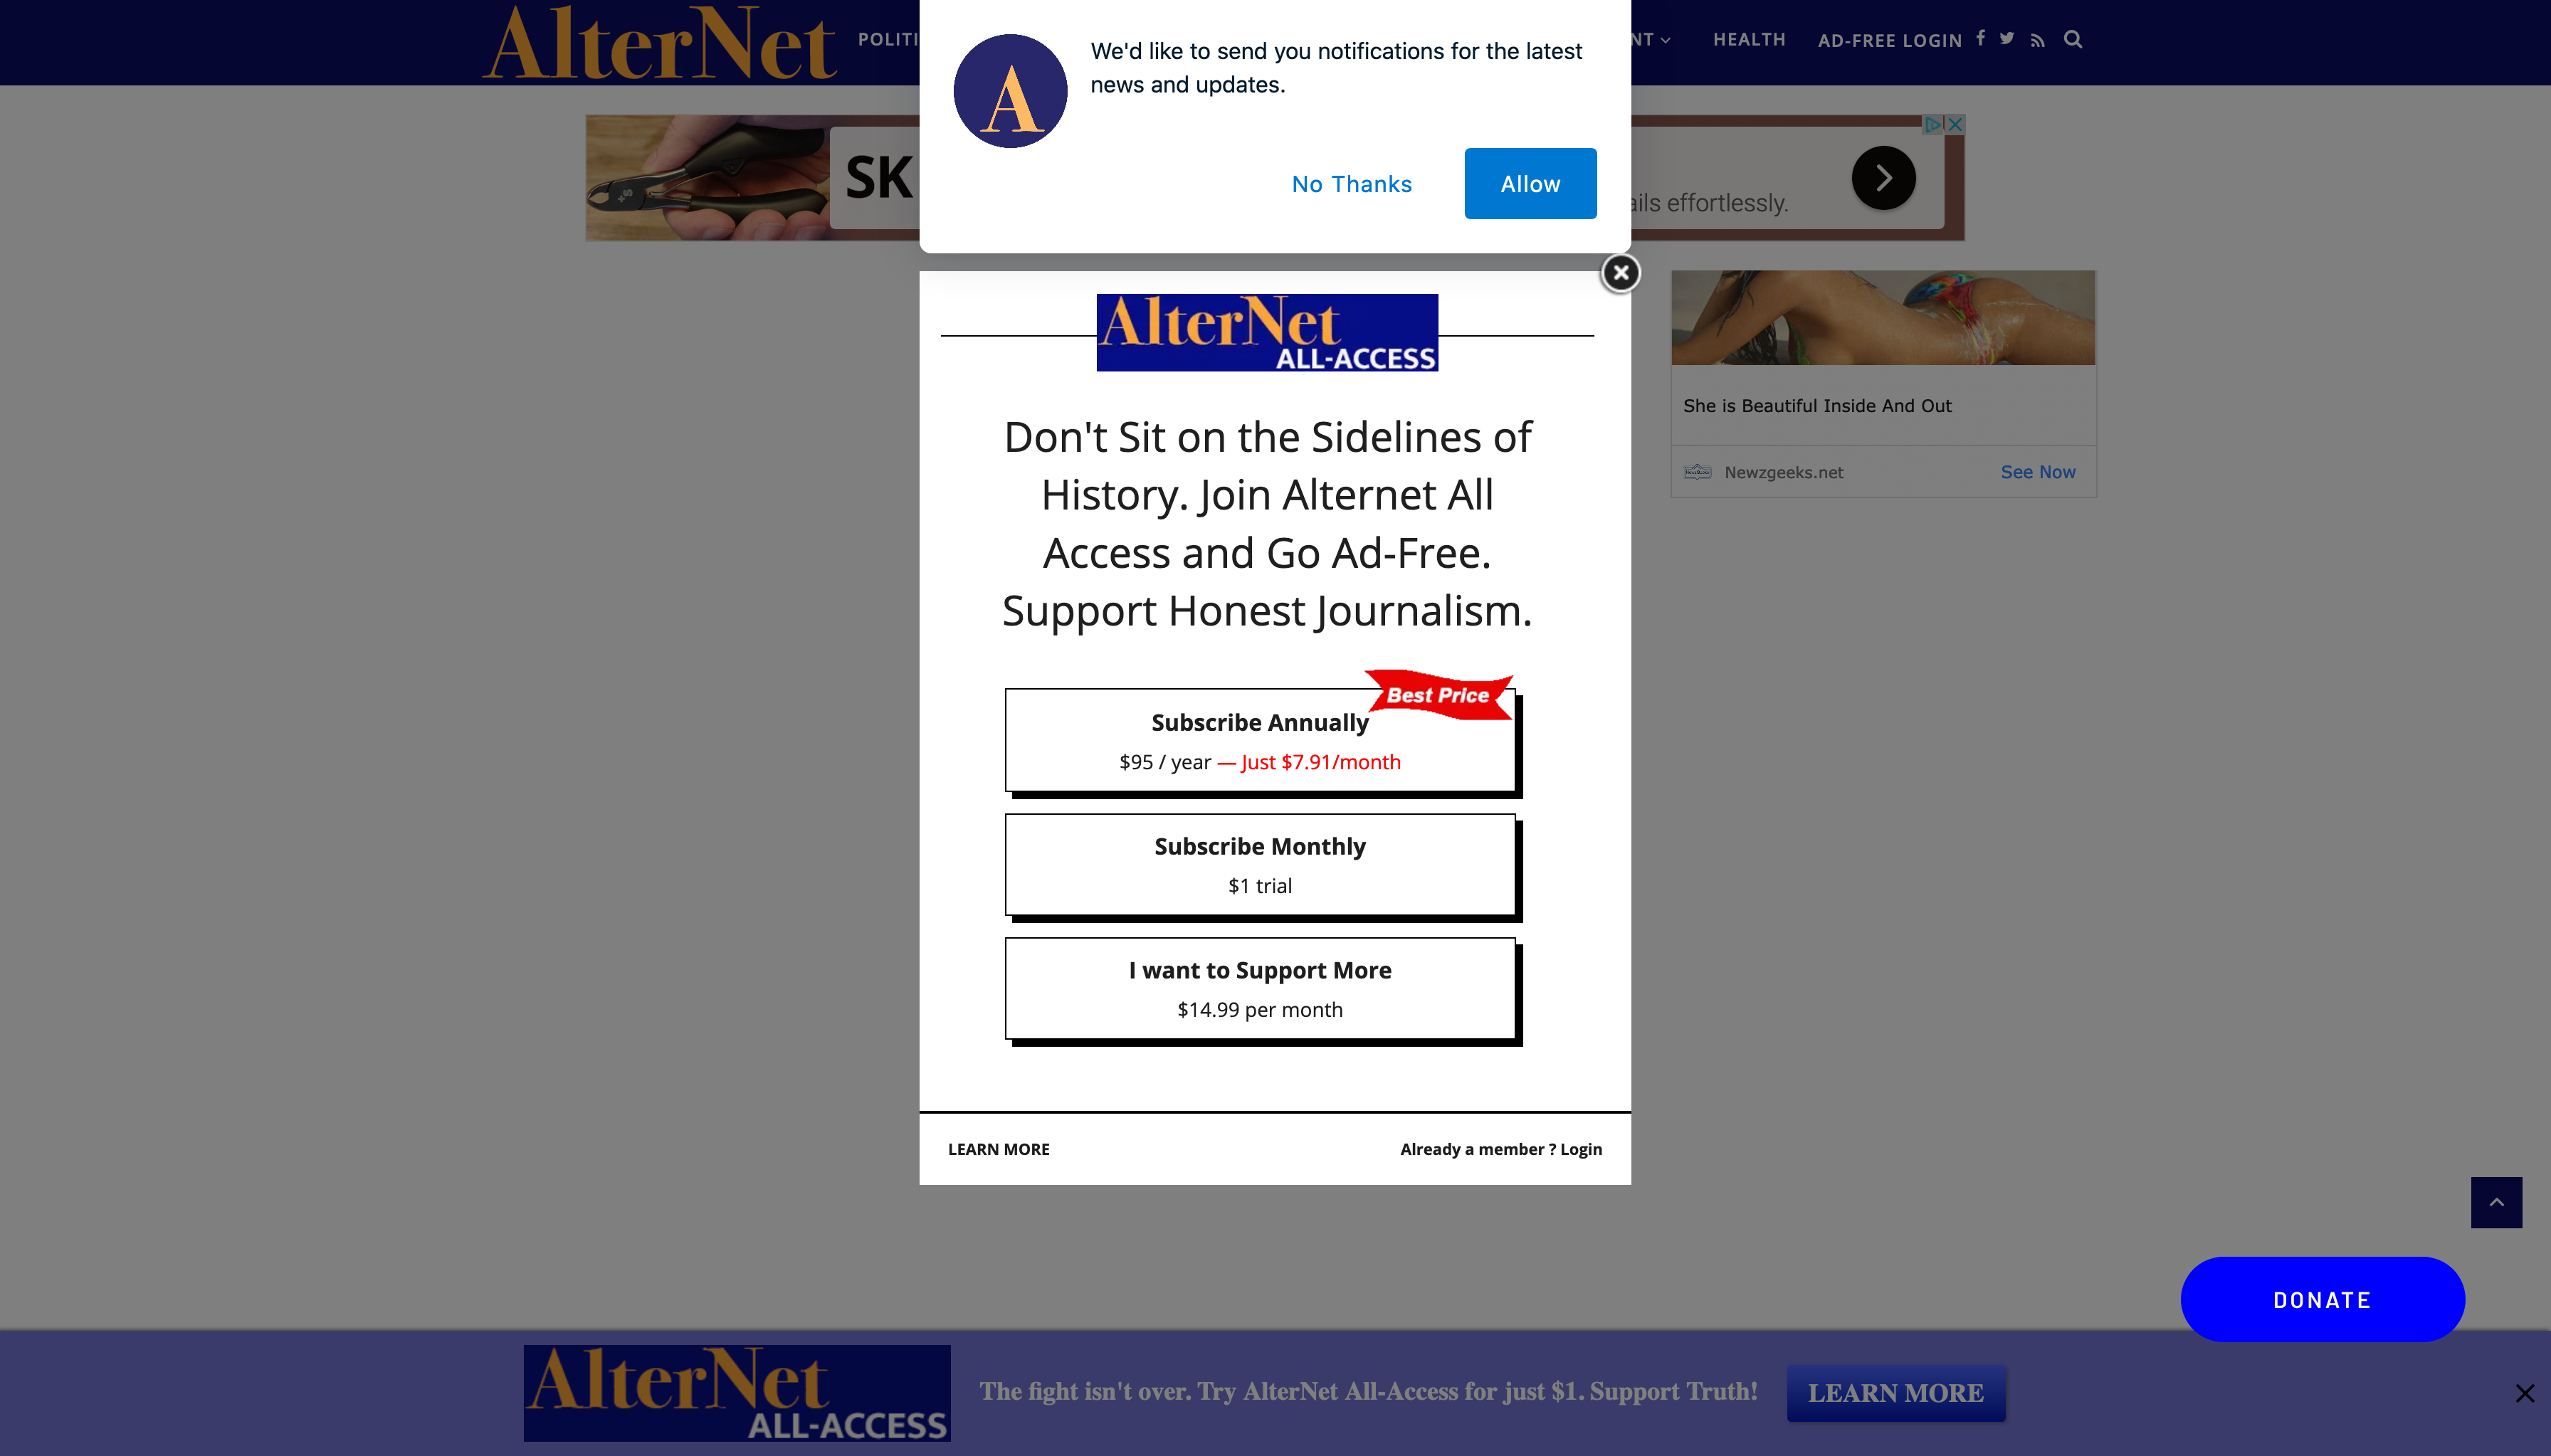 AlterNet
POLITI
NT
HEALTH
AD-FREE LOGIN
We'd like to send you notifications for the latest
news and updates.
A
No Thanks
Allow
SK
ails effortlessly.
AlterNet
ALL-ACCESS
Don't Sit on the Sidelines of
History. Join Alternet All
Access and Go Ad-Free.
Support Honest Journalism.
Best Price
Subscribe Annually
$95 / year — Just $7.91/month
Subscribe Monthly
$1 trial
I want to Support More
$14.99 per month
LEARN MORE
Already a member ? Login
She is Beautiful Inside And Out
Newzgeeks.net
See Now
DONATE
AlterNet
ALL-ACCESS
The fight isn't over. Try AlterNet All-Access for just $1. Support Truth!
LEARN MORE